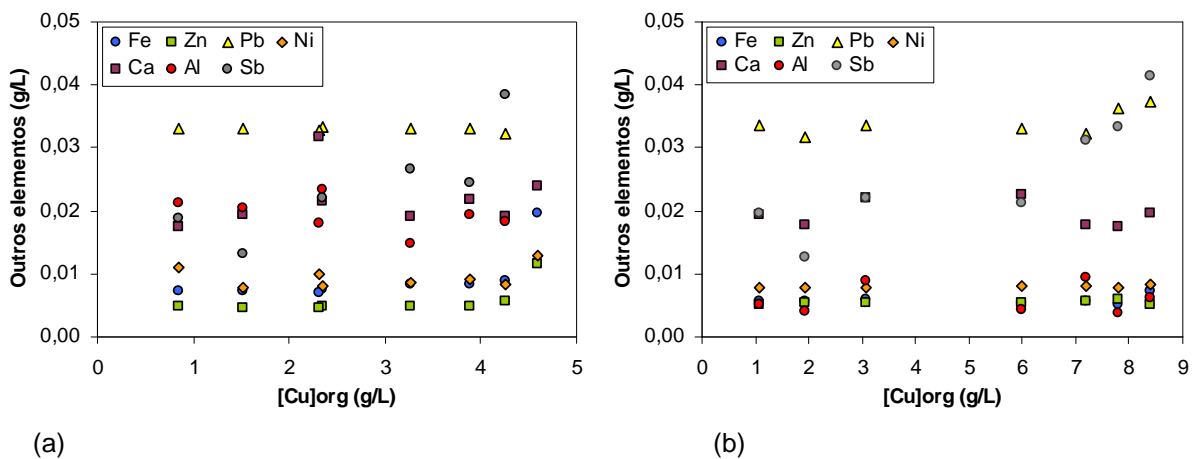 0,05
0,04
0,03
0,02
0,01
0,00
Outros elementos (g/L)
Fe Zn Pb Ni
Ca Al Sb
0 1 2 3 4 5
[Cu]org (g/L)
(a)
0,05
0,04
0,03
0,02
0,01
0,00
Outros elementos (g/L)
Fe Zn Pb Ni
Ca Al Sb
0 1 2 3 4 5 6 7 8 9
[Cu]org (g/L)
(b)